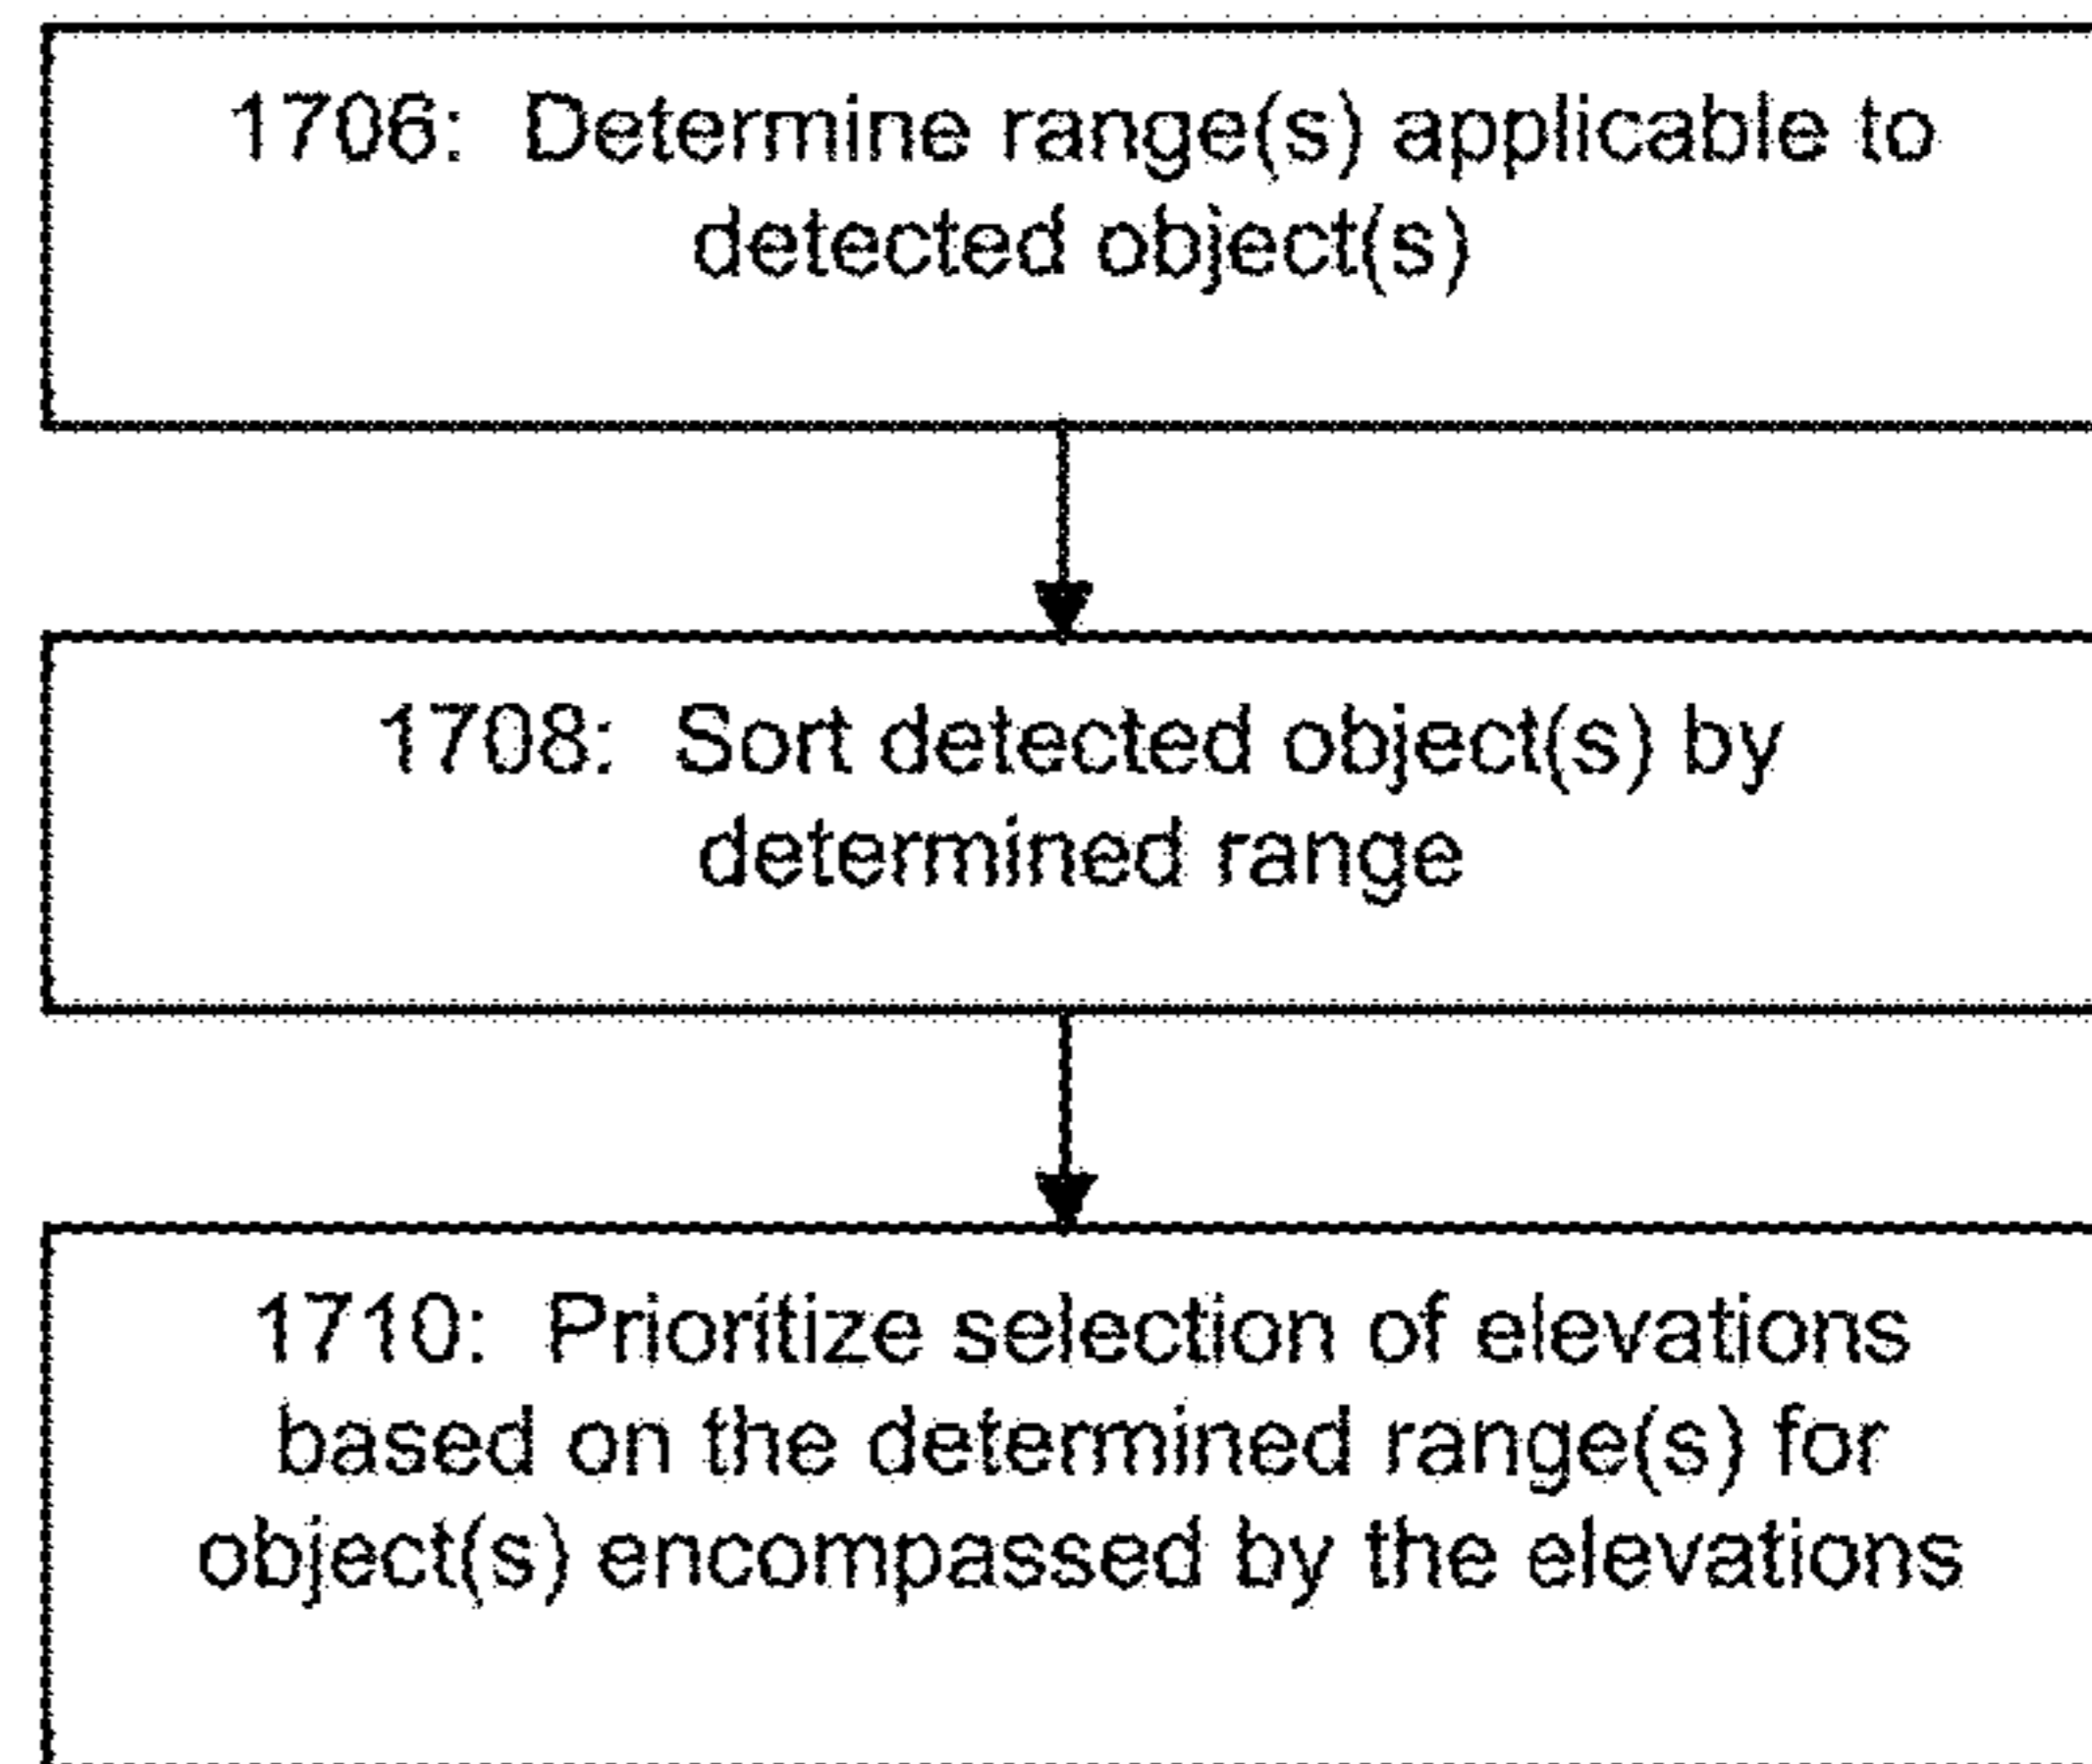 1706: Determine range(s) applicable to
detected object(s)
1708: Sort detected object(s) by
determined range
1710: Prioritize selection of elevations
based on the determined range(s) for
object(s) encompassed by the elevations